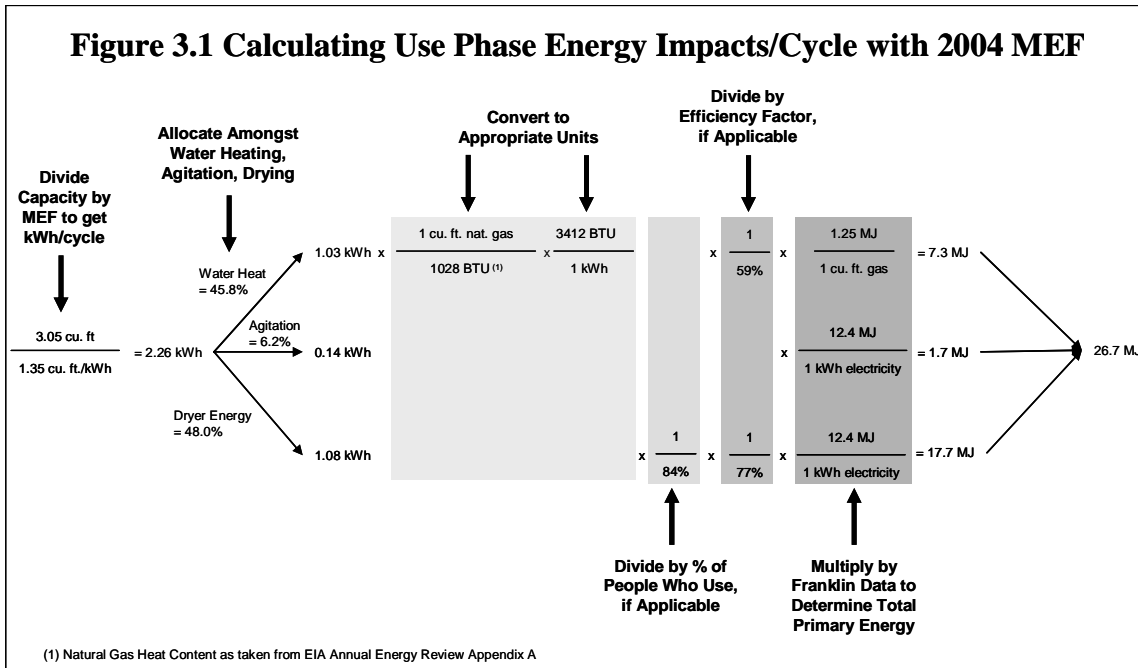 Figure 3.1 Calculating Use Phase Energy Impacts/Cycle with 2004 MEF
Divide
Capacity by
MEF to get
kWh/cycle
Allocate Amongst
Water Heating,
Agitation, Drying
Convert to
Appropriate Units
Divide by
Efficiency Factor,
if Applicable
3.05 cu. ft
1.35 cu. ft./kWh
= 2.26 kWh
Water Heat
= 45.8%
1.03 kWh x
1 cu. ft. nat. gas
1028 BTU (1)
x
3412 BTU
1 kWh
x
1
59%
x
1.25 MJ
1 cu. ft. gas
= 7.3 MJ
Agitation
= 6.2%
0.14 kWh
x
12.4 MJ
1 kWh electricity
= 1.7 MJ
26.7 MJ
Dryer Energy
= 48.0%
1.08 kWh
x
1
84%
x
1
77%
x
12.4 MJ
1 kWh electricity
= 17.7 MJ
Divide by % of
People Who Use,
if Applicable
Multiply by
Franklin Data to
Determine Total
Primary Energy
(1) Natural Gas Heat Content as taken from EIA Annual Energy Review Appendix A